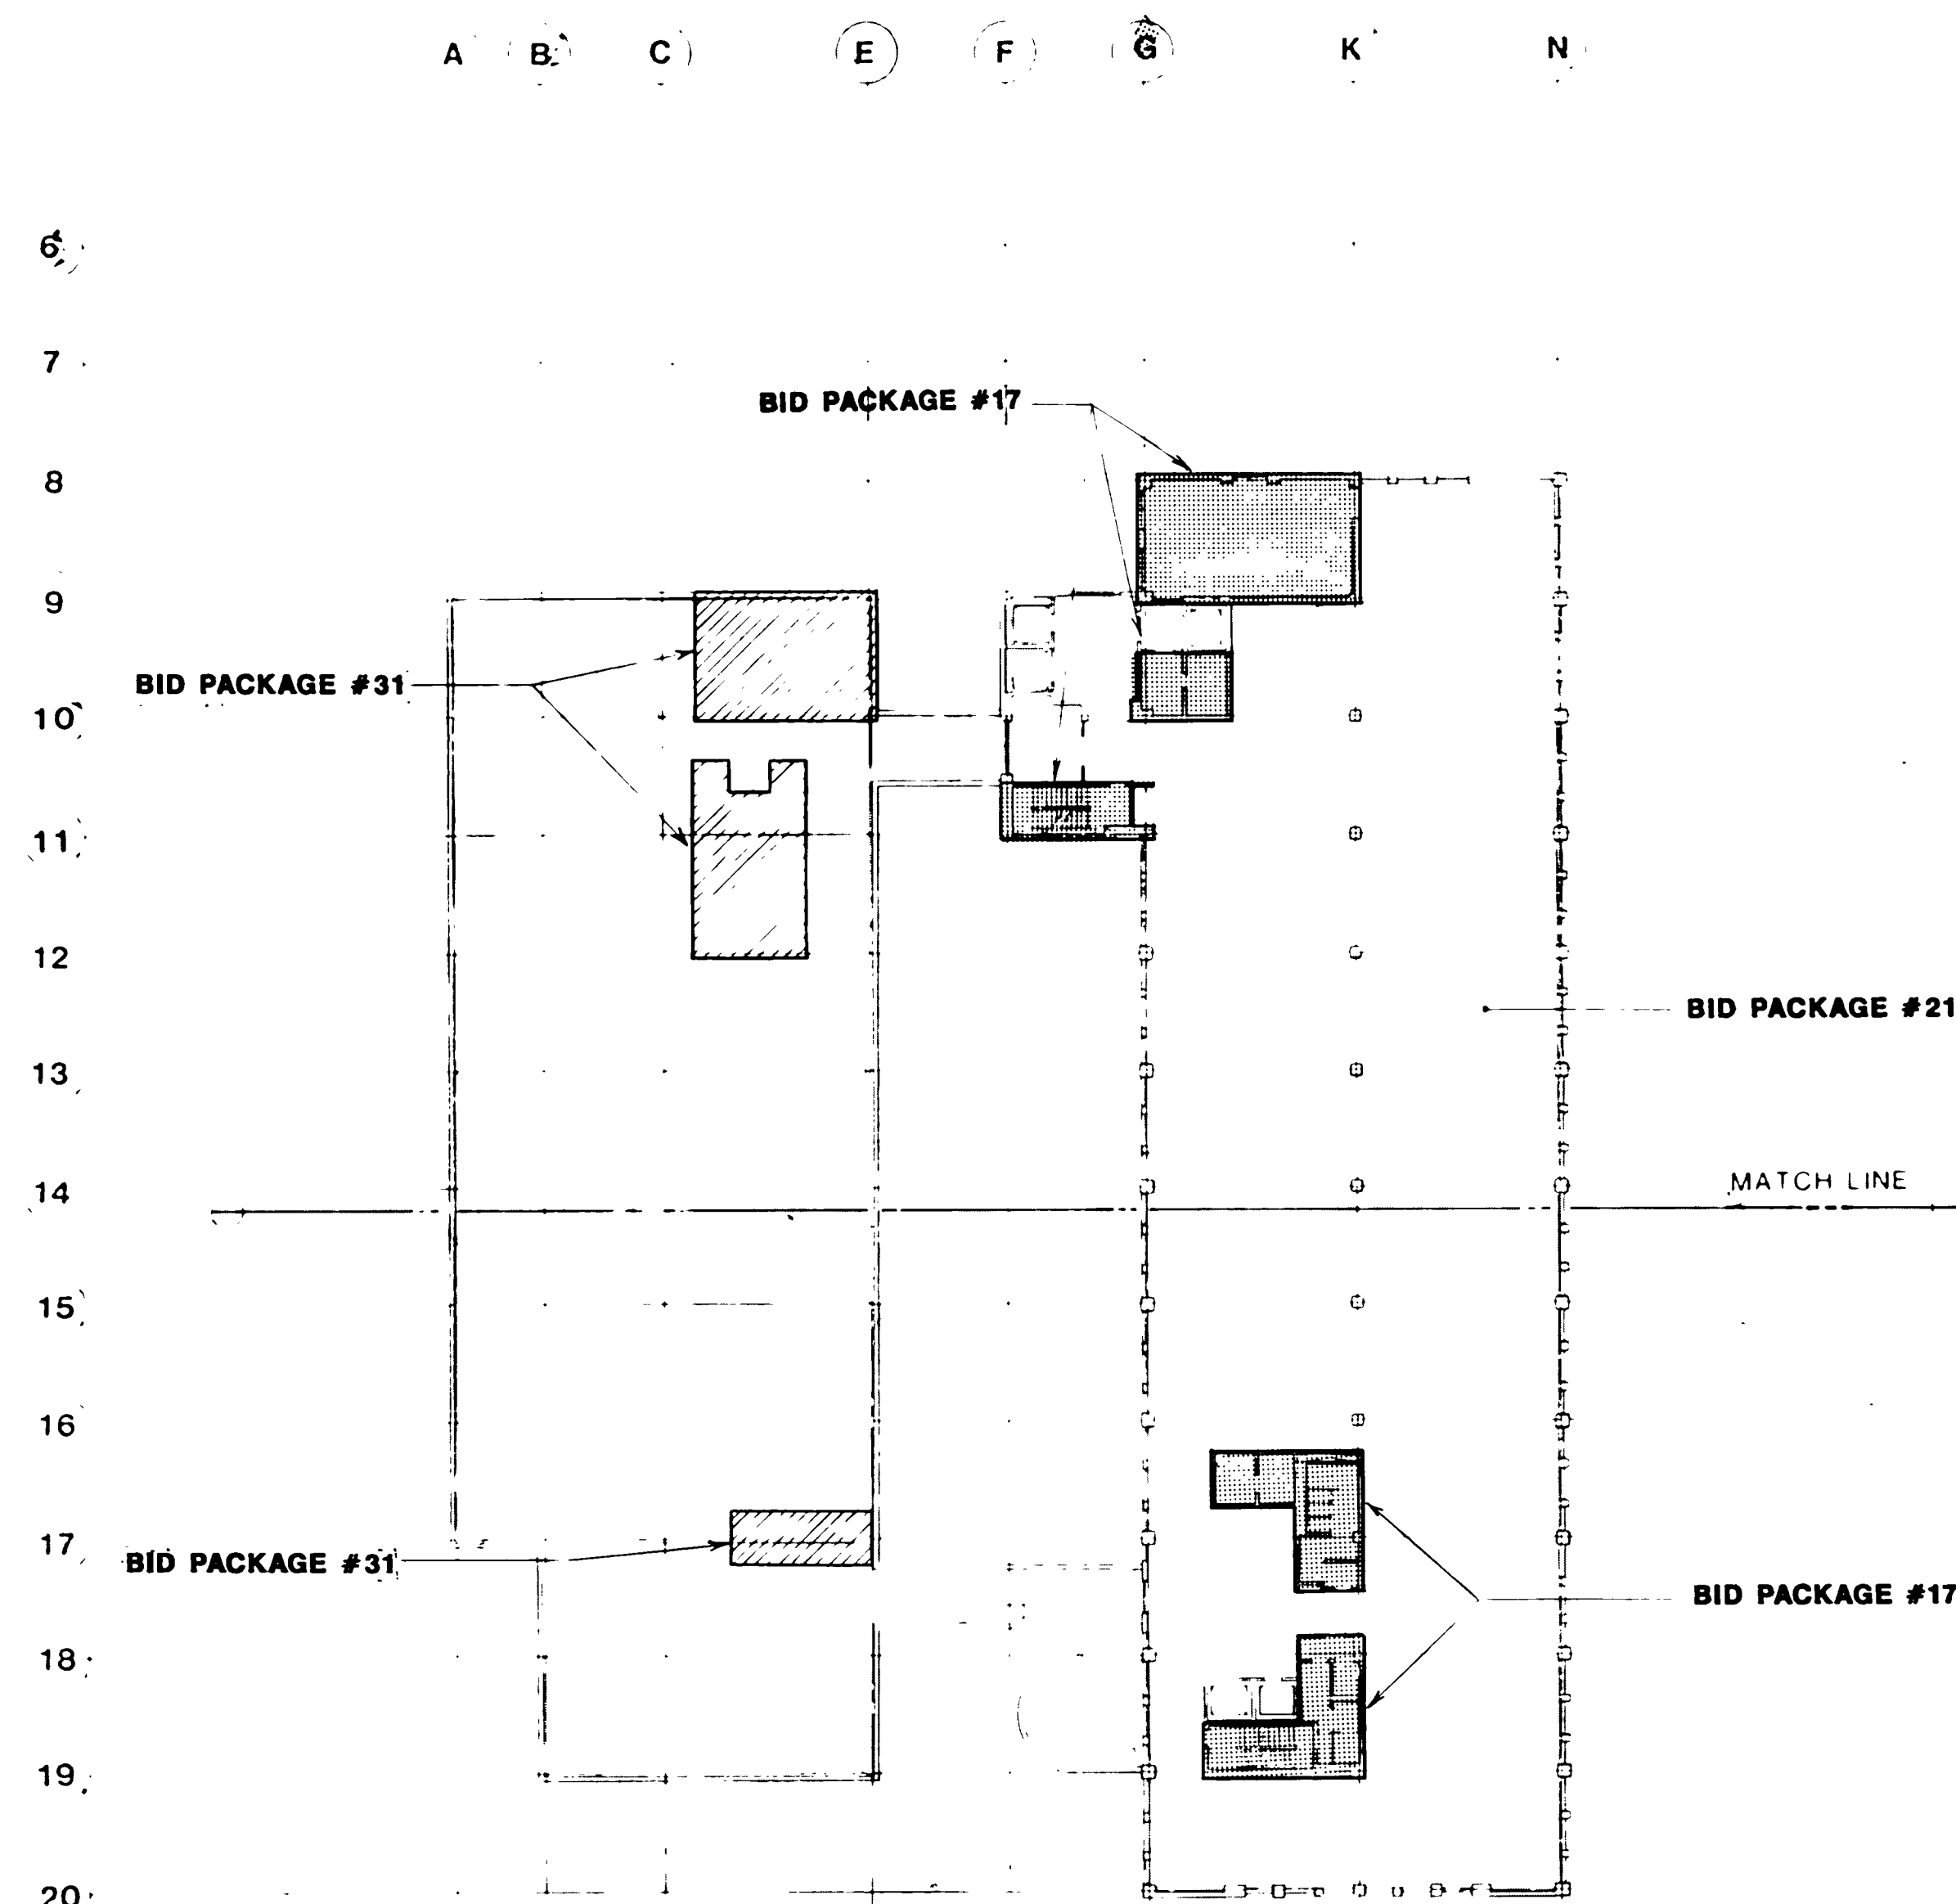 A B C E F G K N
6
7
BID PACKAGE #17
8
9
BID PACKAGE #31
10
11
12
BID PACKAGE #21
13
MATCH LINE
14
15
16
17
BID PACKAGE #31
BID PACKAGE #17
18
19
20